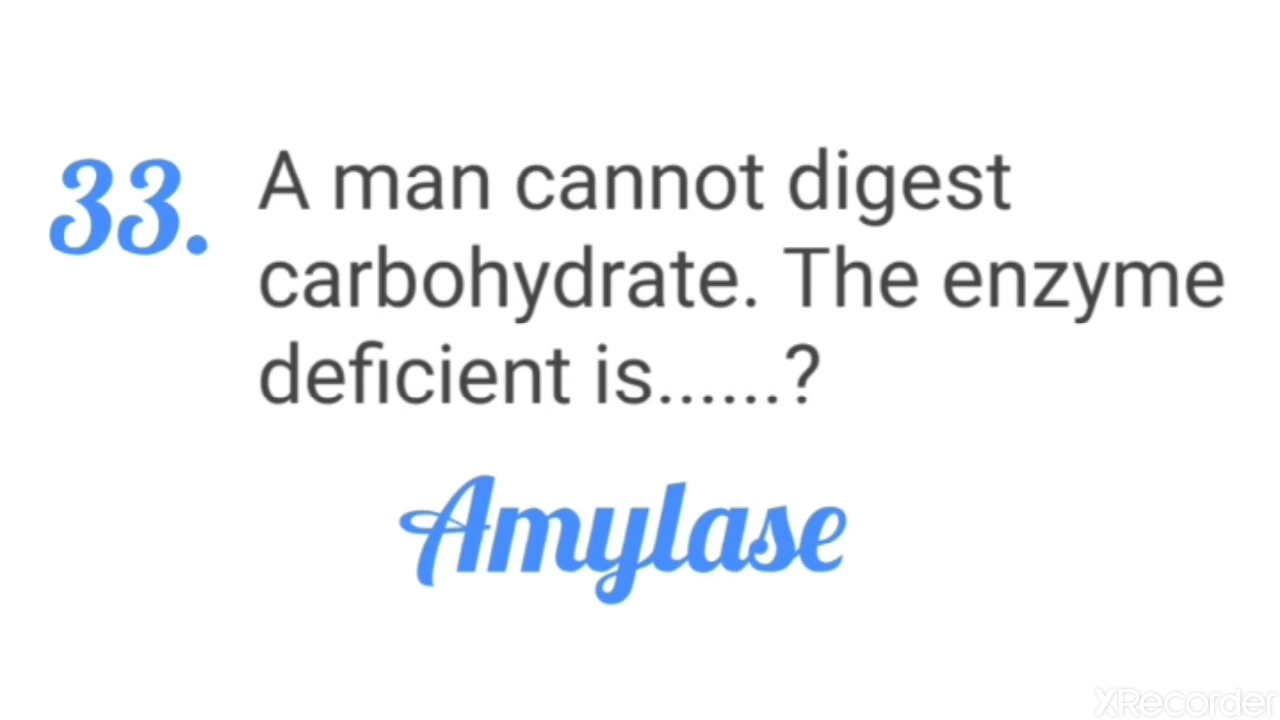 33. A man cannot digest
carbohydrate. The enzyme
deficient is......?
Amylase
XRecorder